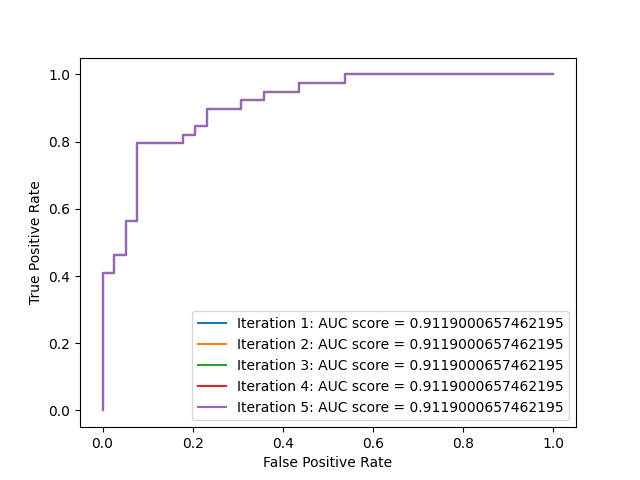 1.0
0.8
0.6
0.4
0.2
0.0
True Positive Rate
Iteration 1: AUC score = 0.9119000657462195
Iteration 2: AUC score = 0.9119000657462195
Iteration 3: AUC score = 0.9119000657462195
Iteration 4: AUC score = 0.9119000657462195
Iteration 5: AUC score = 0.9119000657462195
0.0 0.2 0.4 0.6 0.8 1.0
False Positive Rate